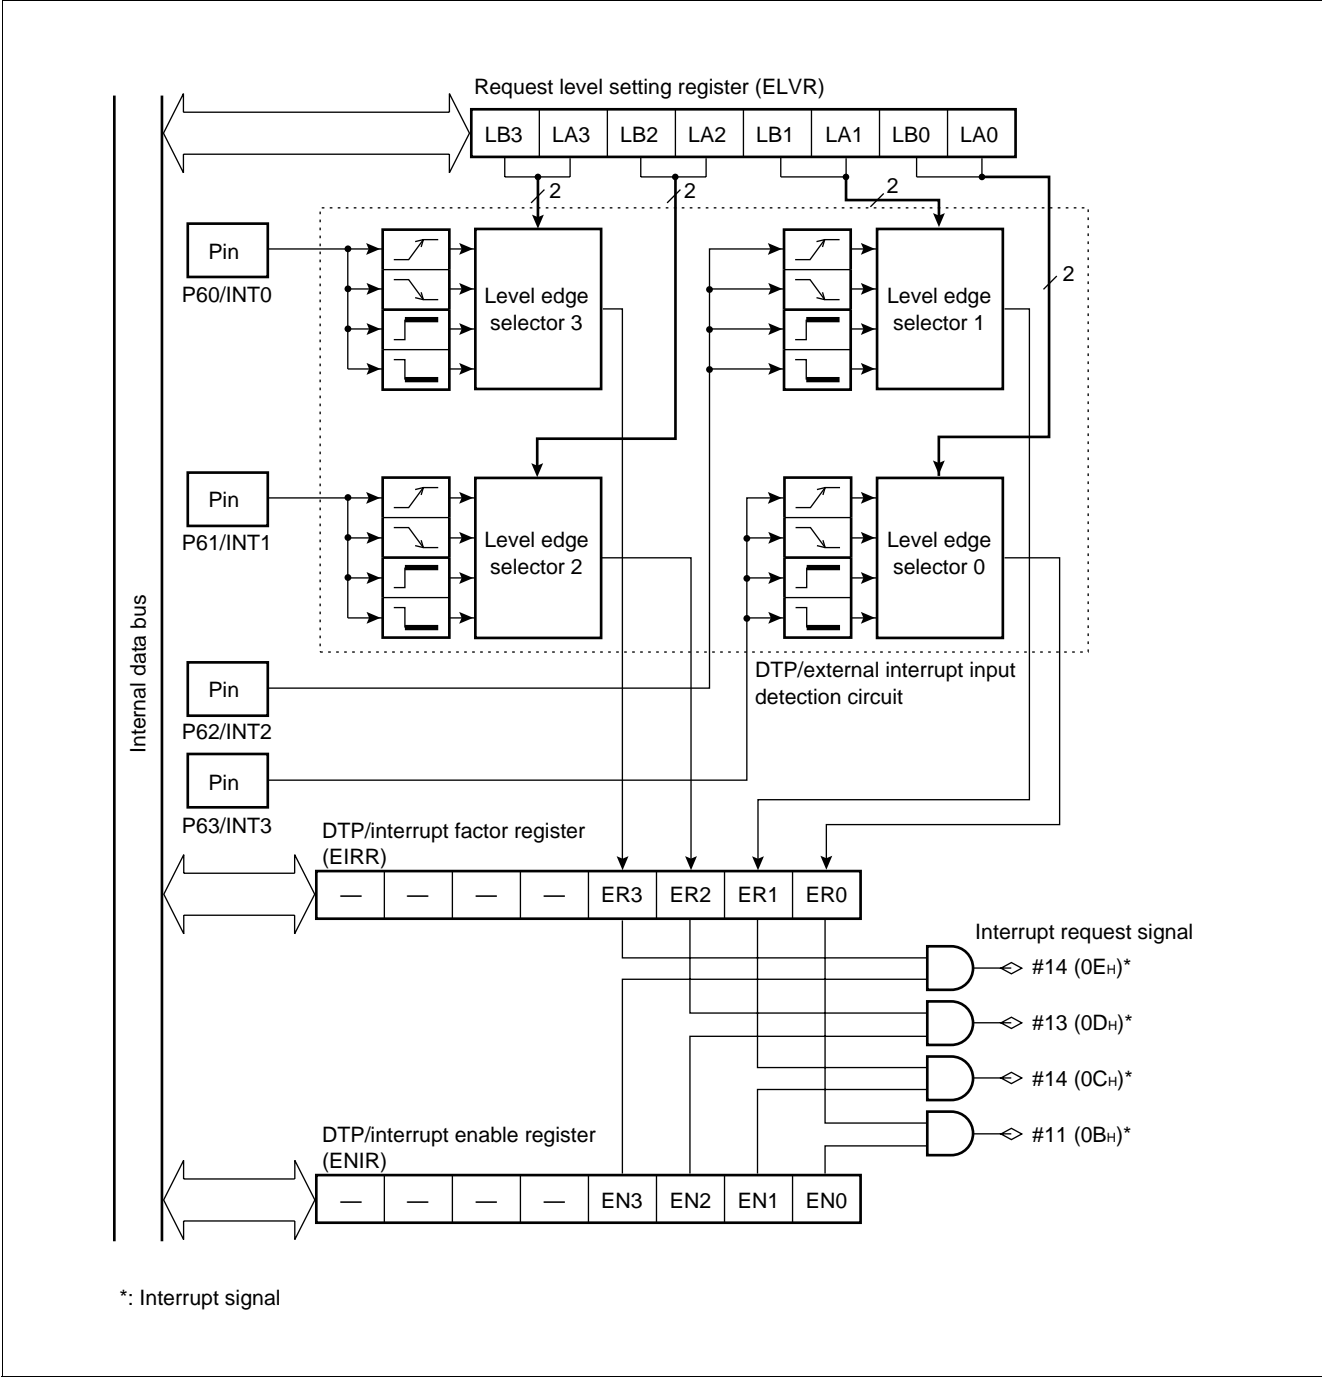 Request level setting register (ELVR)
LB3 LA3 LB2 LA2 LB1 LA1 LB0 LA0
2 2 2
Pin
P60/INT0
Level edge
selector 3
Level edge
selector 1
2
Pin
P61/INT1
Level edge
selector 2
Level edge
selector 0
Internal data bus
DTP/external interrupt input
detection circuit
Pin
P62/INT2
Pin
P63/INT3
DTP/interrupt factor register
(EIRR)
— — — — ER3 ER2 ER1 ER0
Interrupt request signal
#14 (0EH)*
#13 (0DH)*
#14 (0CH)*
#11 (0BH)*
DTP/interrupt enable register
(ENIR)
— — — — EN3 EN2 EN1 EN0
*: Interrupt signal